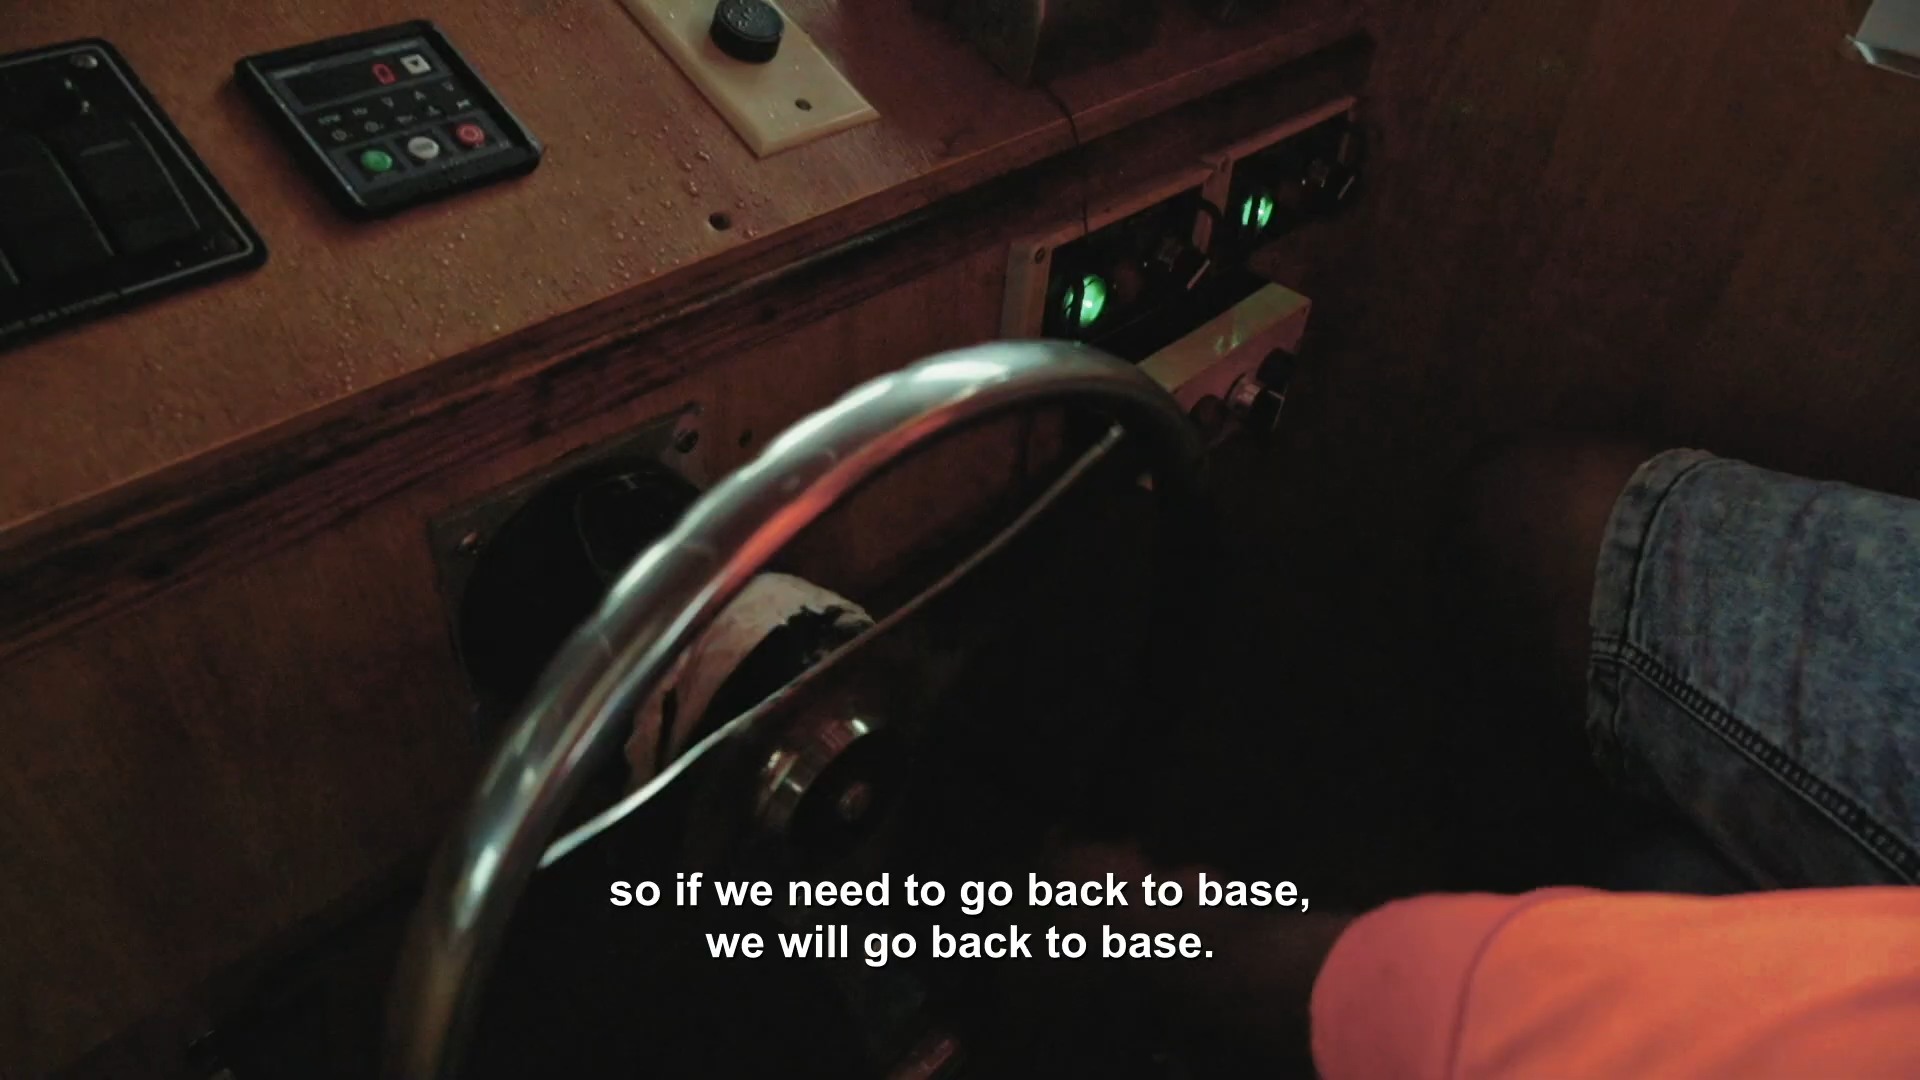 so if we need to go back to base,
we will go back to base.